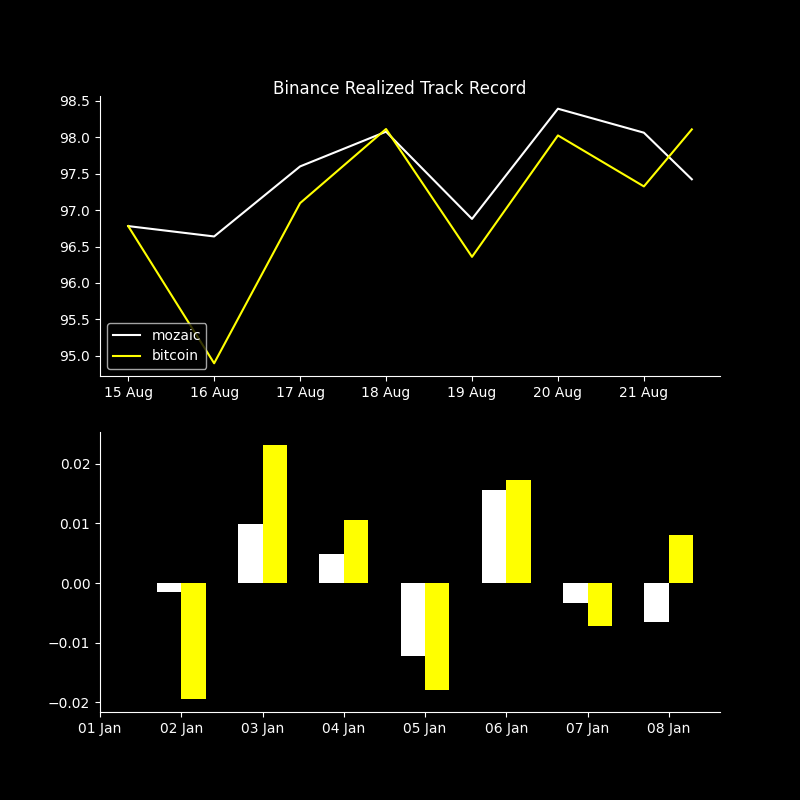 Binance Realized Track Record
98.5
98.0
97.5
97.0
96.5
96.0
95.5
95.0
mozaic
bitcoin
15 Aug 16 Aug 17 Aug 18 Aug 19 Aug 20 Aug 21 Aug
0.02
0.01
0.00
−0.01
−0.02
01 Jan 02 Jan 03 Jan 04 Jan 05 Jan 06 Jan 07 Jan 08 Jan